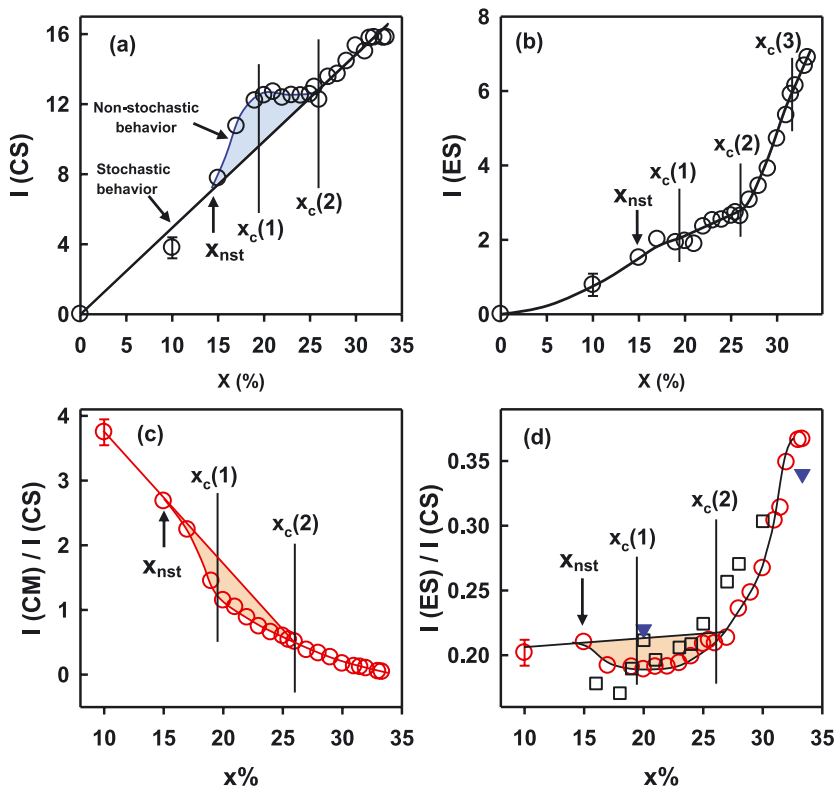 (a)
I (CS)
16
12
8
4
0
Non-stochastic
behavior
Stochastic
behavior
x_nst
x_c(1)
x_c(2)
0 5 10 15 20 25 30 35
X (%)
(b)
I (ES)
8
6
4
2
0
x_nst
x_c(1)
x_c(2)
x_c(3)
0 5 10 15 20 25 30
X (%)
(c)
I (CM) / I (CS)
4
3
2
1
0
x_nst
x_c(1)
x_c(2)
10 15 20 25 30 35
x%
(d)
I (ES) / I (CS)
0.35
0.30
0.25
0.20
x_nst
x_c(1)
x_c(2)
10 15 20 25 30 35
x%